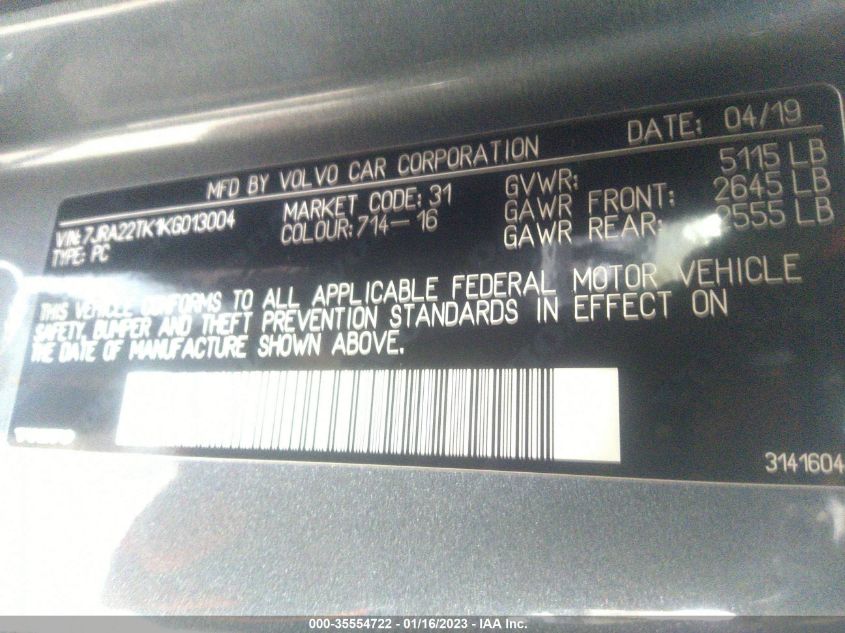 DATE: 04/19
MFD BY VOLVO CAR CORPORATION
VIN: 7JRA22TK1KG013004
TYPE: PC
MARKET CODE: 31
COLOUR: 714-16
GVWR: 5115 LB
GAWR FRONT: 2645 LB
GAWR REAR: 2555 LB
THIS VEHICLE CONFORMS TO ALL APPLICABLE FEDERAL MOTOR VEHICLE
SAFETY, BUMPER AND THEFT PREVENTION STANDARDS IN EFFECT ON
THE DATE OF MANUFACTURE SHOWN ABOVE.
VOLVO
3141604
000-35554722 - 01/16/2023 - IAA Inc.